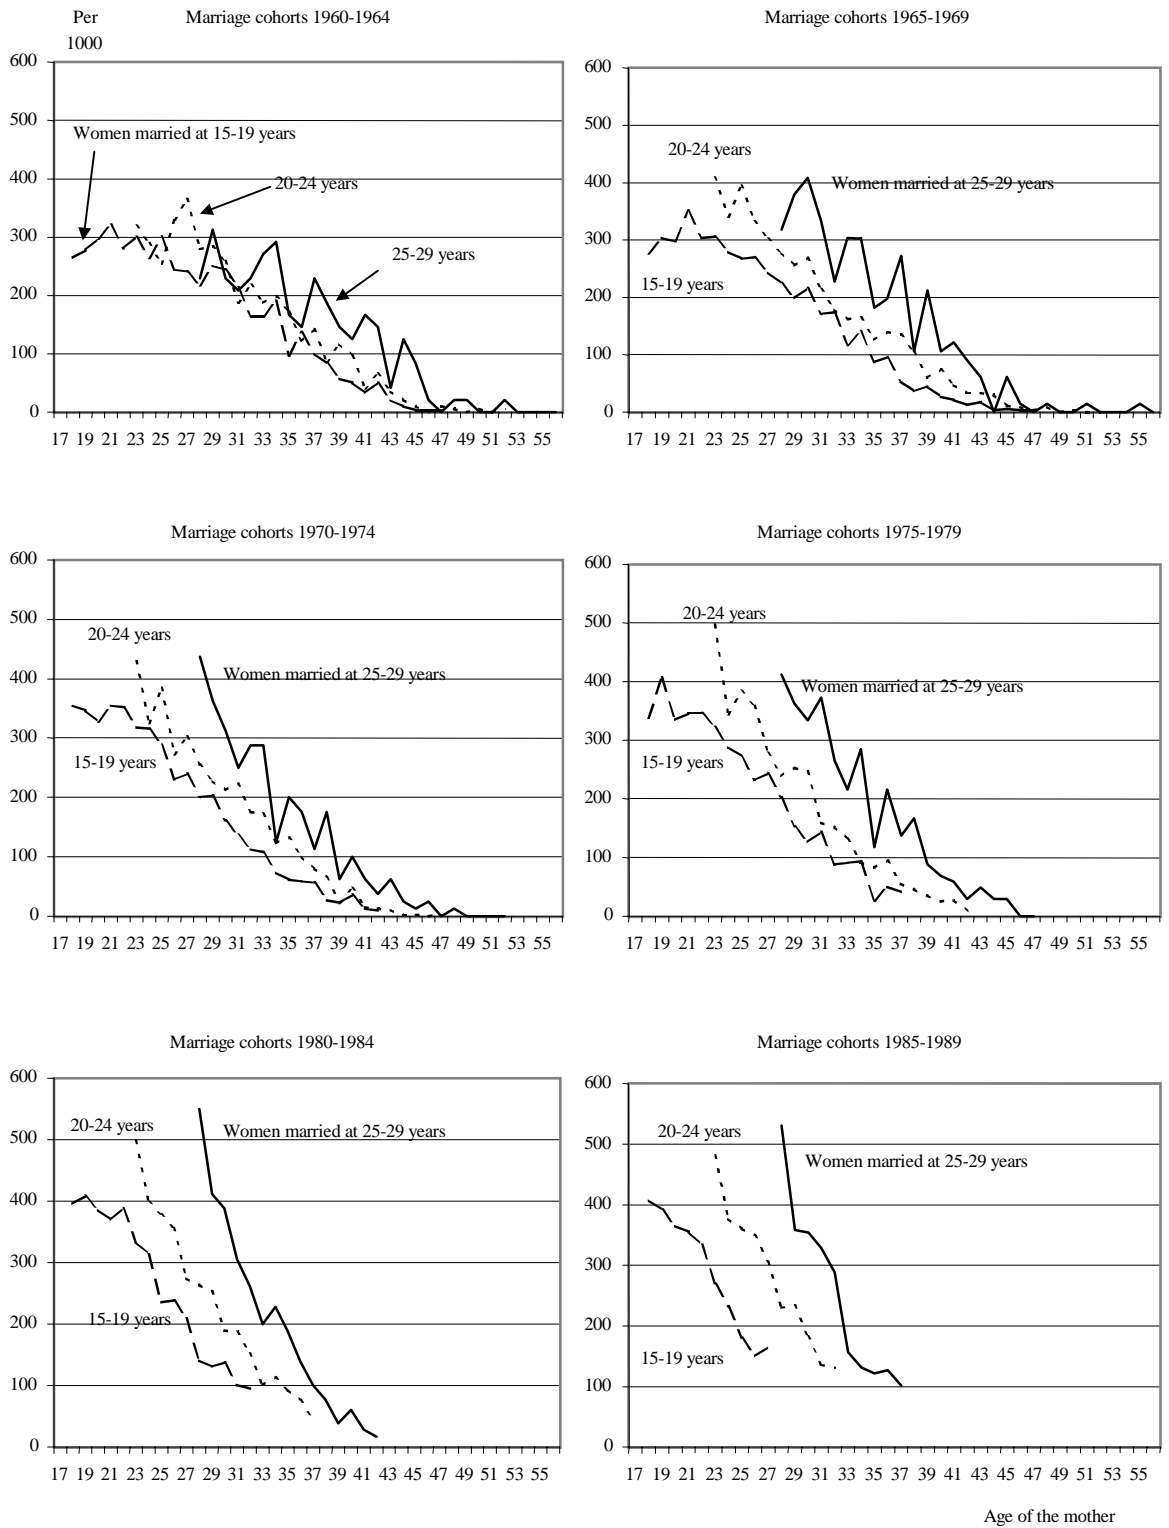 Per
1000
Marriage cohorts 1960-1964
600
500
400
300
200
100
0
Women married at 15-19 years
20-24 years
25-29 years
17 19 21 23 25 27 29 31 33 35 37 39 41 43 45 47 49 51 53 55
Marriage cohorts 1965-1969
600
500
400
300
200
100
0
20-24 years
Women married at 25-29 years
15-19 years
17 19 21 23 25 27 29 31 33 35 37 39 41 43 45 47 49 51 53 55
Marriage cohorts 1970-1974
600
500
400
300
200
100
0
20-24 years
Women married at 25-29 years
15-19 years
17 19 21 23 25 27 29 31 33 35 37 39 41 43 45 47 49 51 53 55
Marriage cohorts 1975-1979
600
500
400
300
200
100
0
20-24 years
Women married at 25-29 years
15-19 years
17 19 21 23 25 27 29 31 33 35 37 39 41 43 45 47 49 51 53 55
Marriage cohorts 1980-1984
600
500
400
300
200
100
0
20-24 years
Women married at 25-29 years
15-19 years
17 19 21 23 25 27 29 31 33 35 37 39 41 43 45 47 49 51 53 55
Marriage cohorts 1985-1989
600
500
400
300
200
100
0
20-24 years
Women married at 25-29 years
15-19 years
17 19 21 23 25 27 29 31 33 35 37 39 41 43 45 47 49 51 53 55
Age of the mother